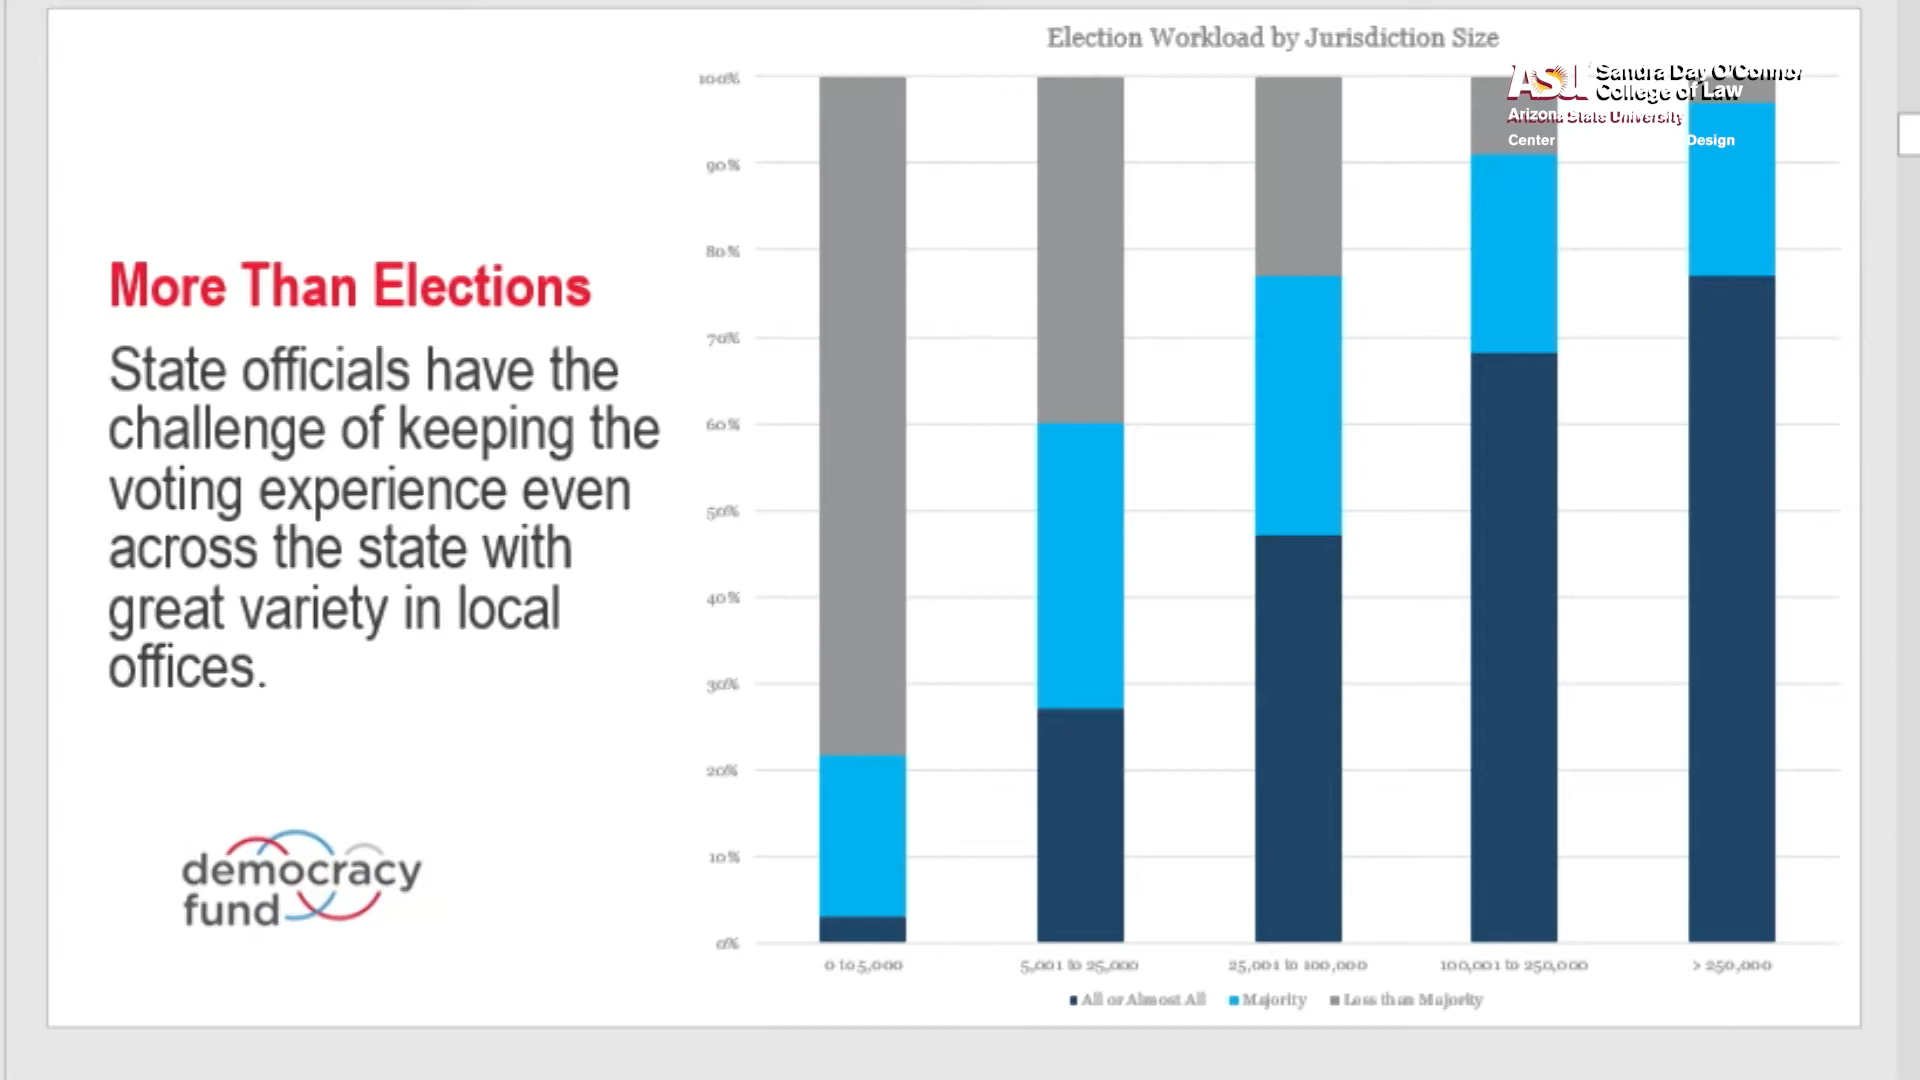 Election Workload by Jurisdiction Size
ASU Sandra Day O'Connor
College of Law
Arizona State University
Center
Design
More Than Elections
State officials have the
challenge of keeping the
voting experience even
across the state with
great variety in local
offices.
democracy
fund
100%
90%
80%
70%
60%
50%
40%
30%
20%
10%
0%
0 to 5,000
5,001 to 25,000
25,001 to 100,000
100,001 to 250,000
> 250,000
All or Almost All
Majority
Less than Majority